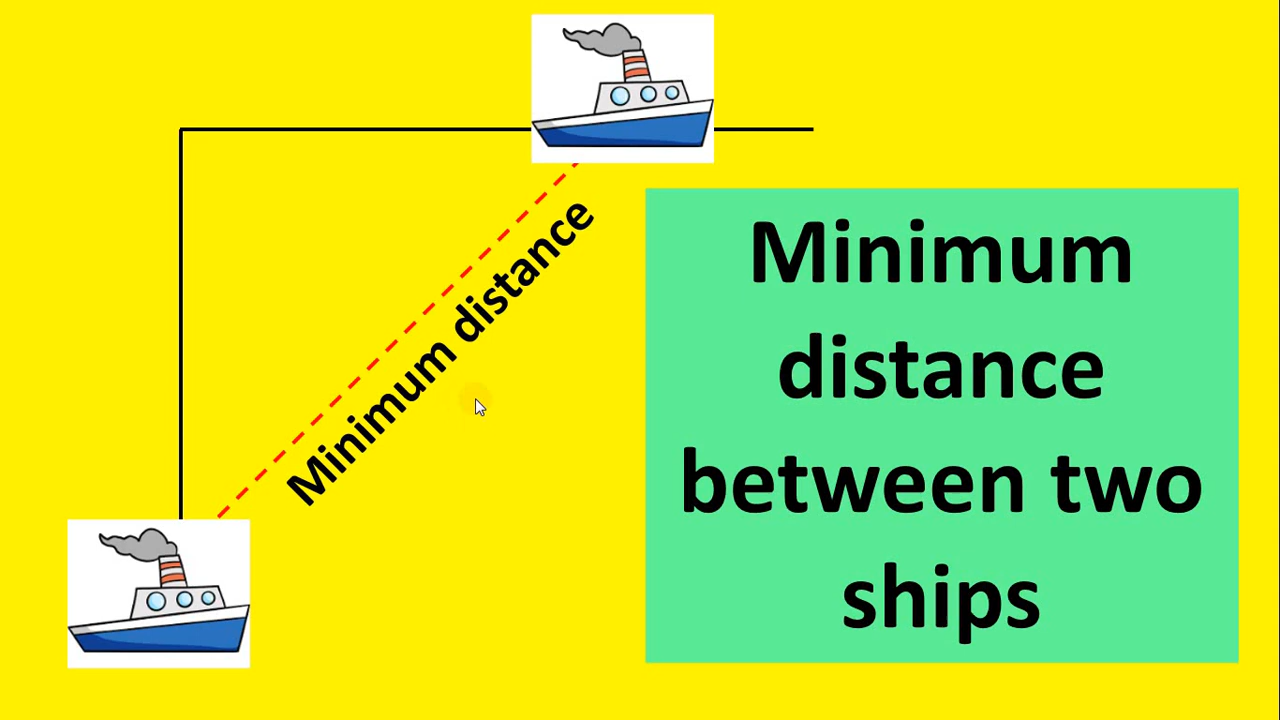 Minimum distance
Minimum
distance
between two
ships